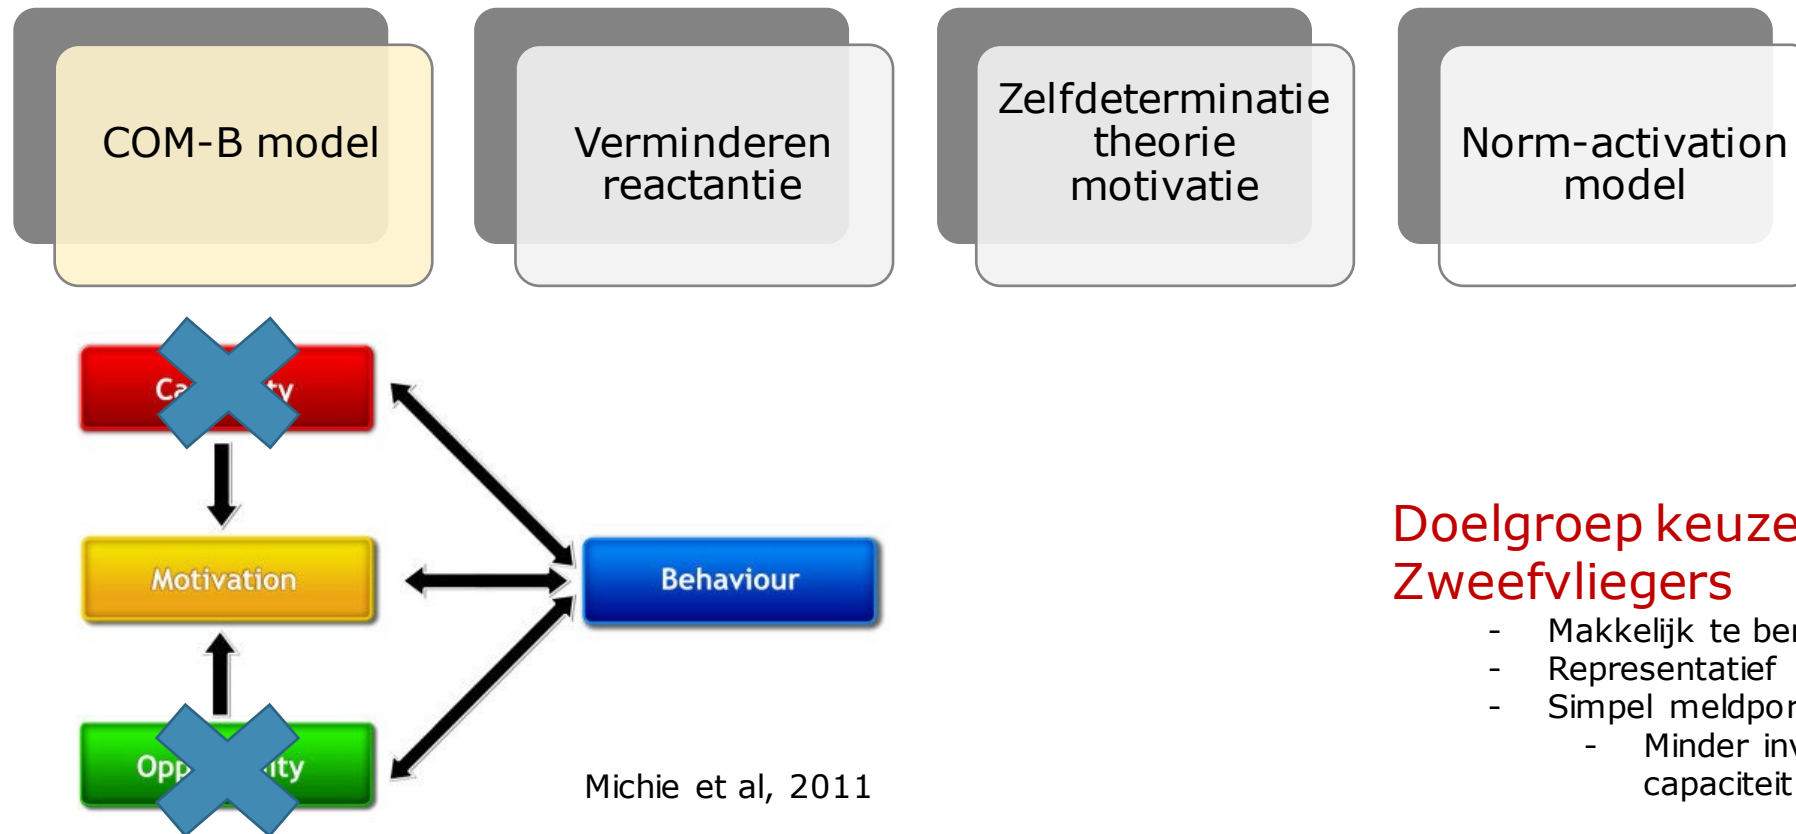 COM-B model
Verminderen
reactantie
Zelfdeterminatie
theorie
motivatie
Norm-activation
model
Motivation
Behaviour
Michie et al, 2011
Doelgroep keuze
Zweefvliegers
- Makkelijk te
- Representatief
- Simpel
- Minder
capaciteit